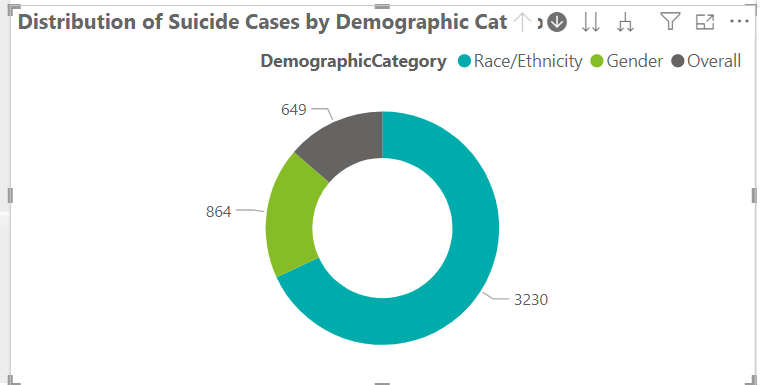 Distribution of Suicide Cases by Demographic Cat
DemographicCategory Race/Ethnicity Gender Overall
649
864
3230